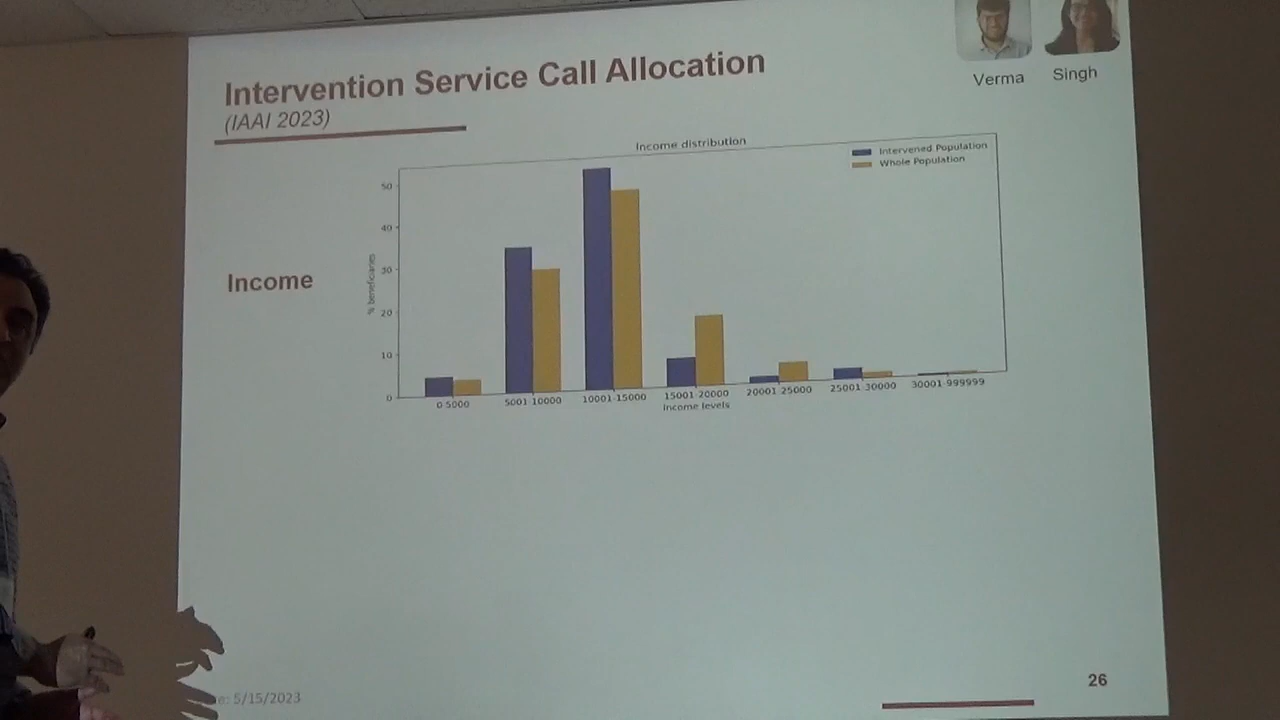 Intervention Service Call Allocation
(IAAI 2023)
Verma
Singh
Income distribution
Intervened Population
Whole Population
Income
% beneficiaries
50
40
30
20
10
0
0-5000
5001-10000
10001-15000
15001-20000
20001-25000
25001-30000
30001-999999
Income levels
e: 5/15/2023
26